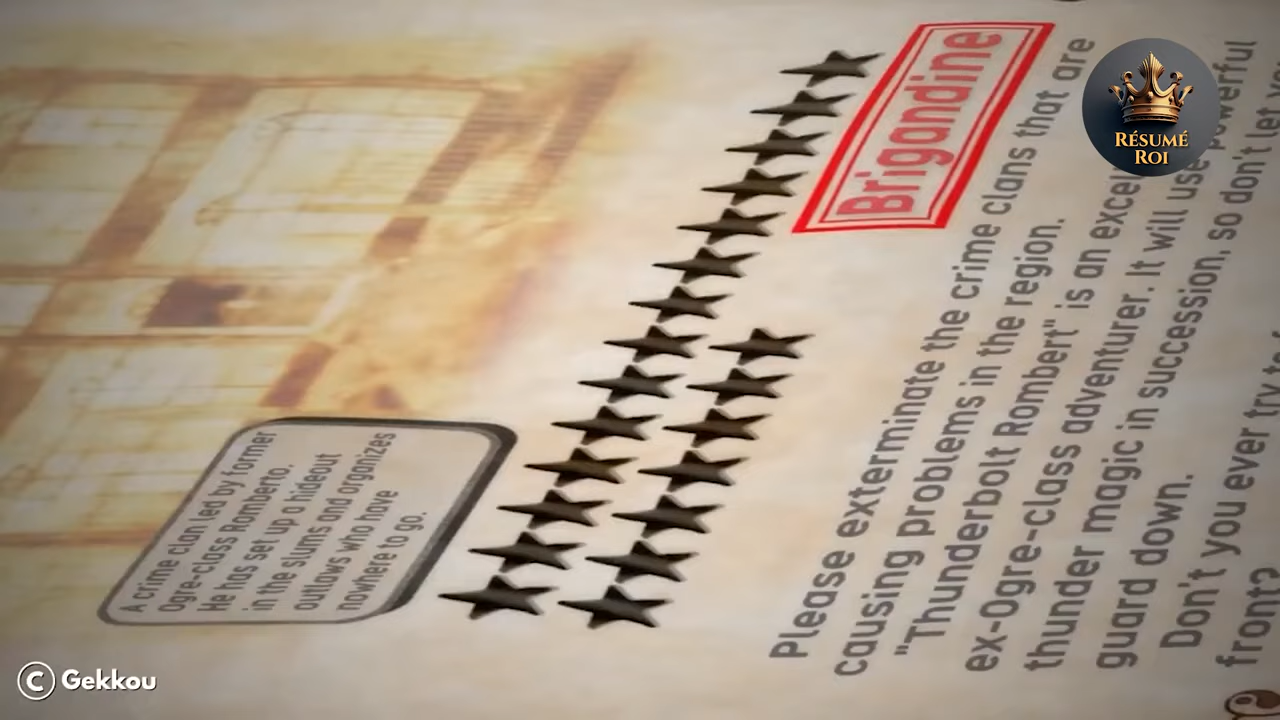 A crime clan led by former
Ogre-class Romberto.
He has set up a hideout
in the slums and organizes
outlaws who have
nowhere to go.
★★★★★★★★★★★★★★
★★★★★★★★
Brigandine
Please exterminate the crime clans that are
causing problems in the region.
"Thunderbolt Rombert" is an
ex-Ogre-class adventurer. It will use powerful
thunder magic in succession, so don't let
guard down.
Don't you ever try to
front?
RÉSUMÉ
ROI
© Gekkou